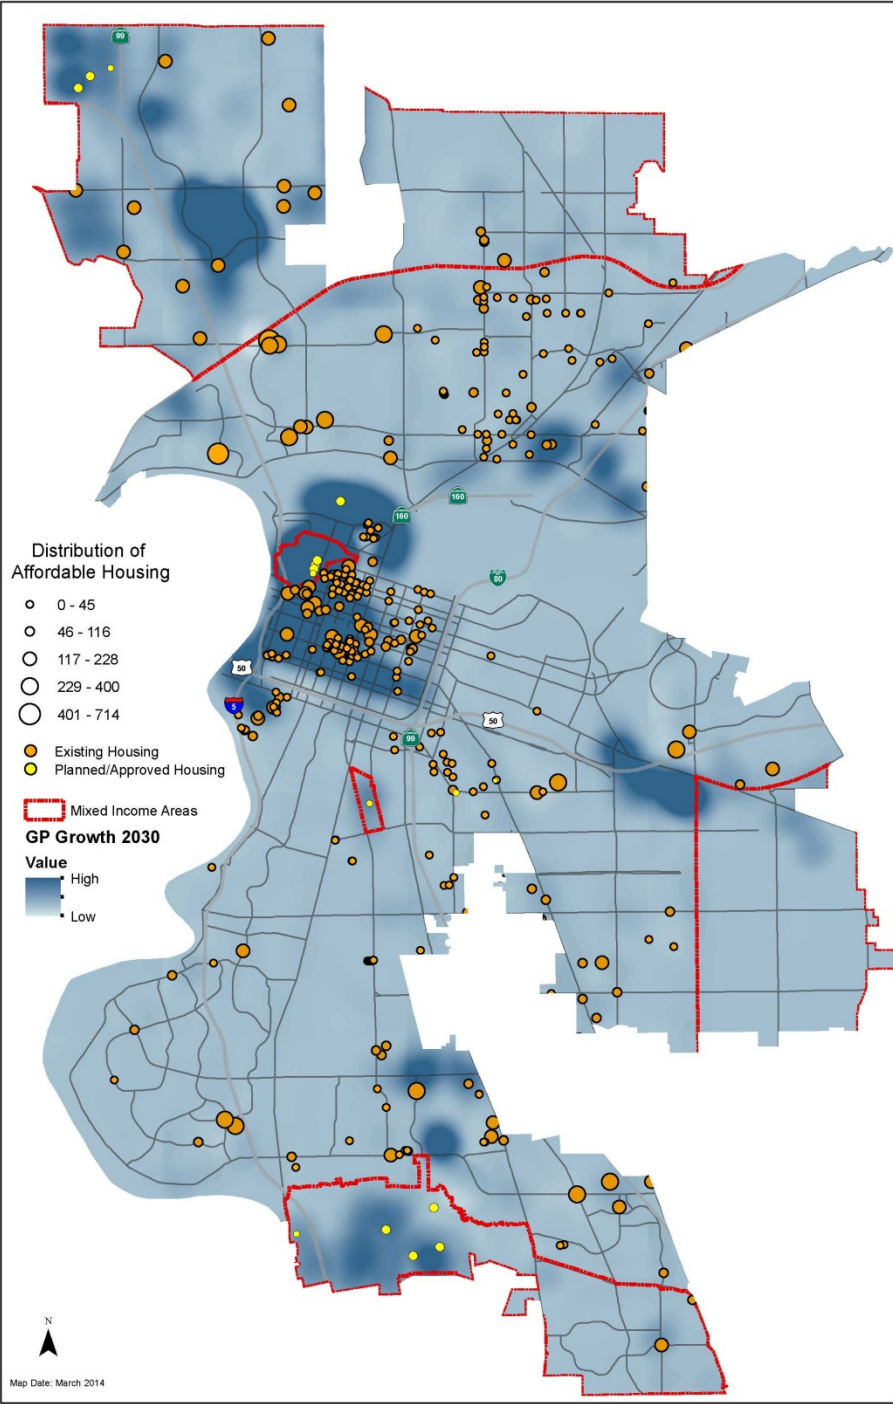 99
160
160
80
Distribution of
Affordable Housing
0 - 45
46 - 116
117 - 228
229 - 400
401 - 714
Existing Housing
Planned/Approved Housing
Mixed Income Areas
GP Growth 2030
Value
High
Low
50
5
50
99
N
Map Date: March 2014